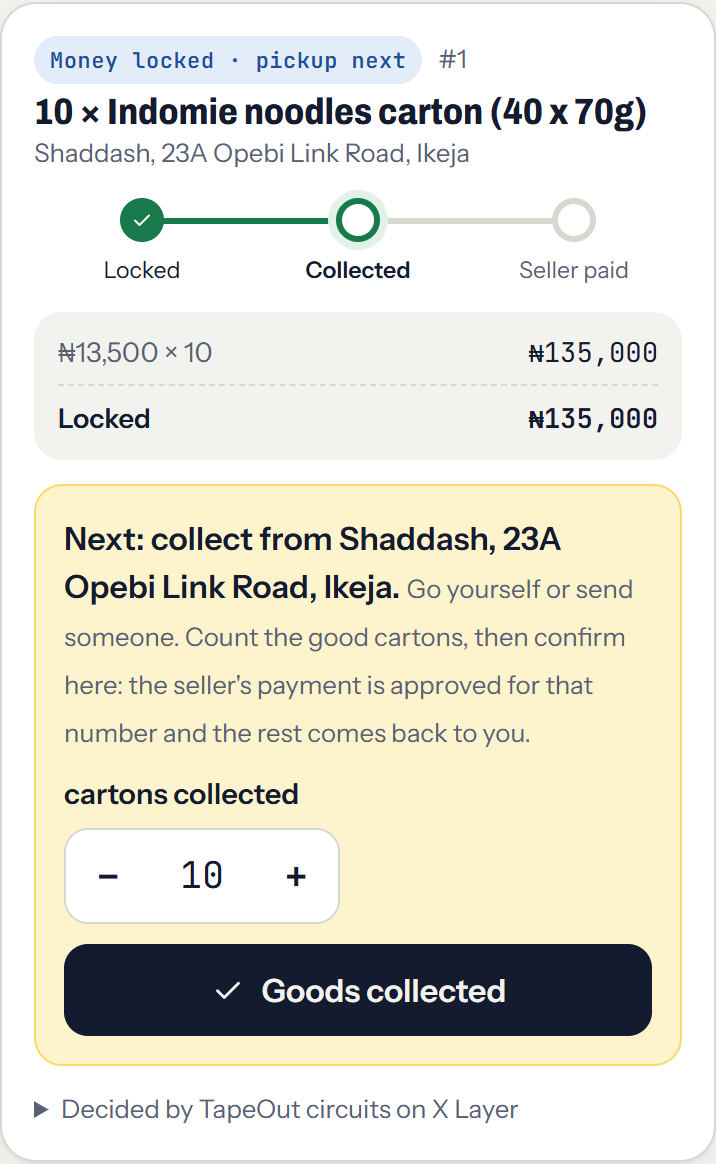 Money locked · pickup next #1
10 × Indomie noodles carton (40 x 70g)
Shaddash, 23A Opebi Link Road, Ikeja
Locked Collected Seller paid
₦13,500 × 10 ₦135,000
Locked ₦135,000
Next: collect from Shaddash, 23A
Opebi Link Road, Ikeja. Go yourself or send
someone. Count the good cartons, then confirm
here: the seller's payment is approved for that
number and the rest comes back to you.
cartons collected
− 10 +
✓ Goods collected
▶ Decided by TapeOut circuits on X Layer